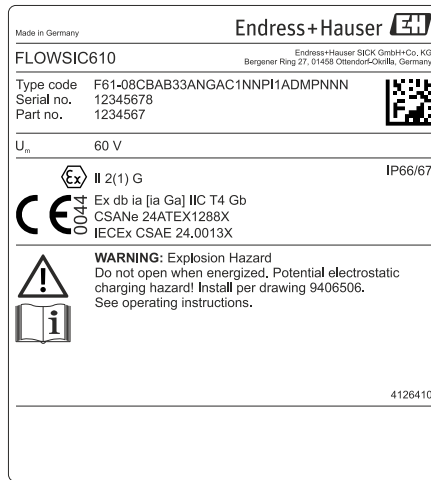 Made in Germany
Endress+Hauser EH
FLOWSIC610
Endress+Hauser SICK GmbH+Co. KG
Bergener Ring 27, 01458 Ottendorf-Okrilla, Germany
Type code F61-08CBAB33ANGAC1NNPI1ADMPNNN
Serial no. 12345678
Part no. 1234567
Um 60 V
IP66/67
Ex II 2(1) G
CE 0044
Ex db ia [ia Ga] IIC T4 Gb
CSANe 24ATEX1288X
IECEx CSAE 24.0013X
WARNING: Explosion Hazard
Do not open when energized. Potential electrostatic
charging hazard! Install per drawing 9406506.
See operating instructions.
4126410